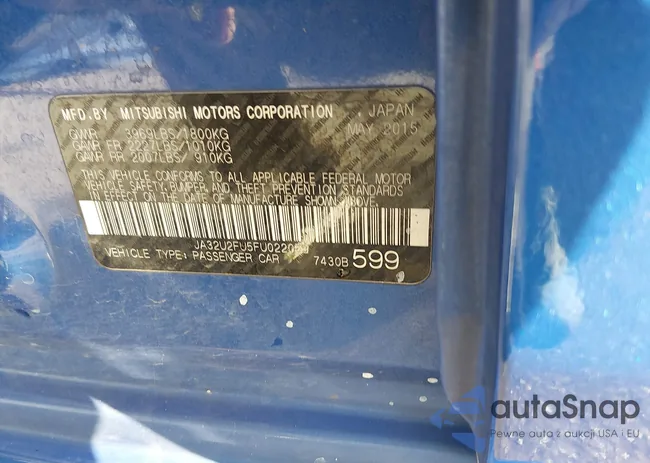 MFD. BY MITSUBISHI MOTORS CORPORATION JAPAN
GVWR. 3969LBS/1800KG MAY, 2015
GAWR FR 2227LBS/1010KG
GAWR RR 2007LBS/ 910KG
THIS VEHICLE CONFORMS TO ALL APPLICABLE FEDERAL MOTOR
VEHICLE SAFETY, BUMPER, AND THEFT PREVENTION STANDARDS
IN EFFECT ON THE DATE OF MANUFACTURE SHOWN ABOVE.
VEHICLE TYPE: PASSENGER CAR 7430B 599
autaSnap
Pewne auta z aukcji USA i EU